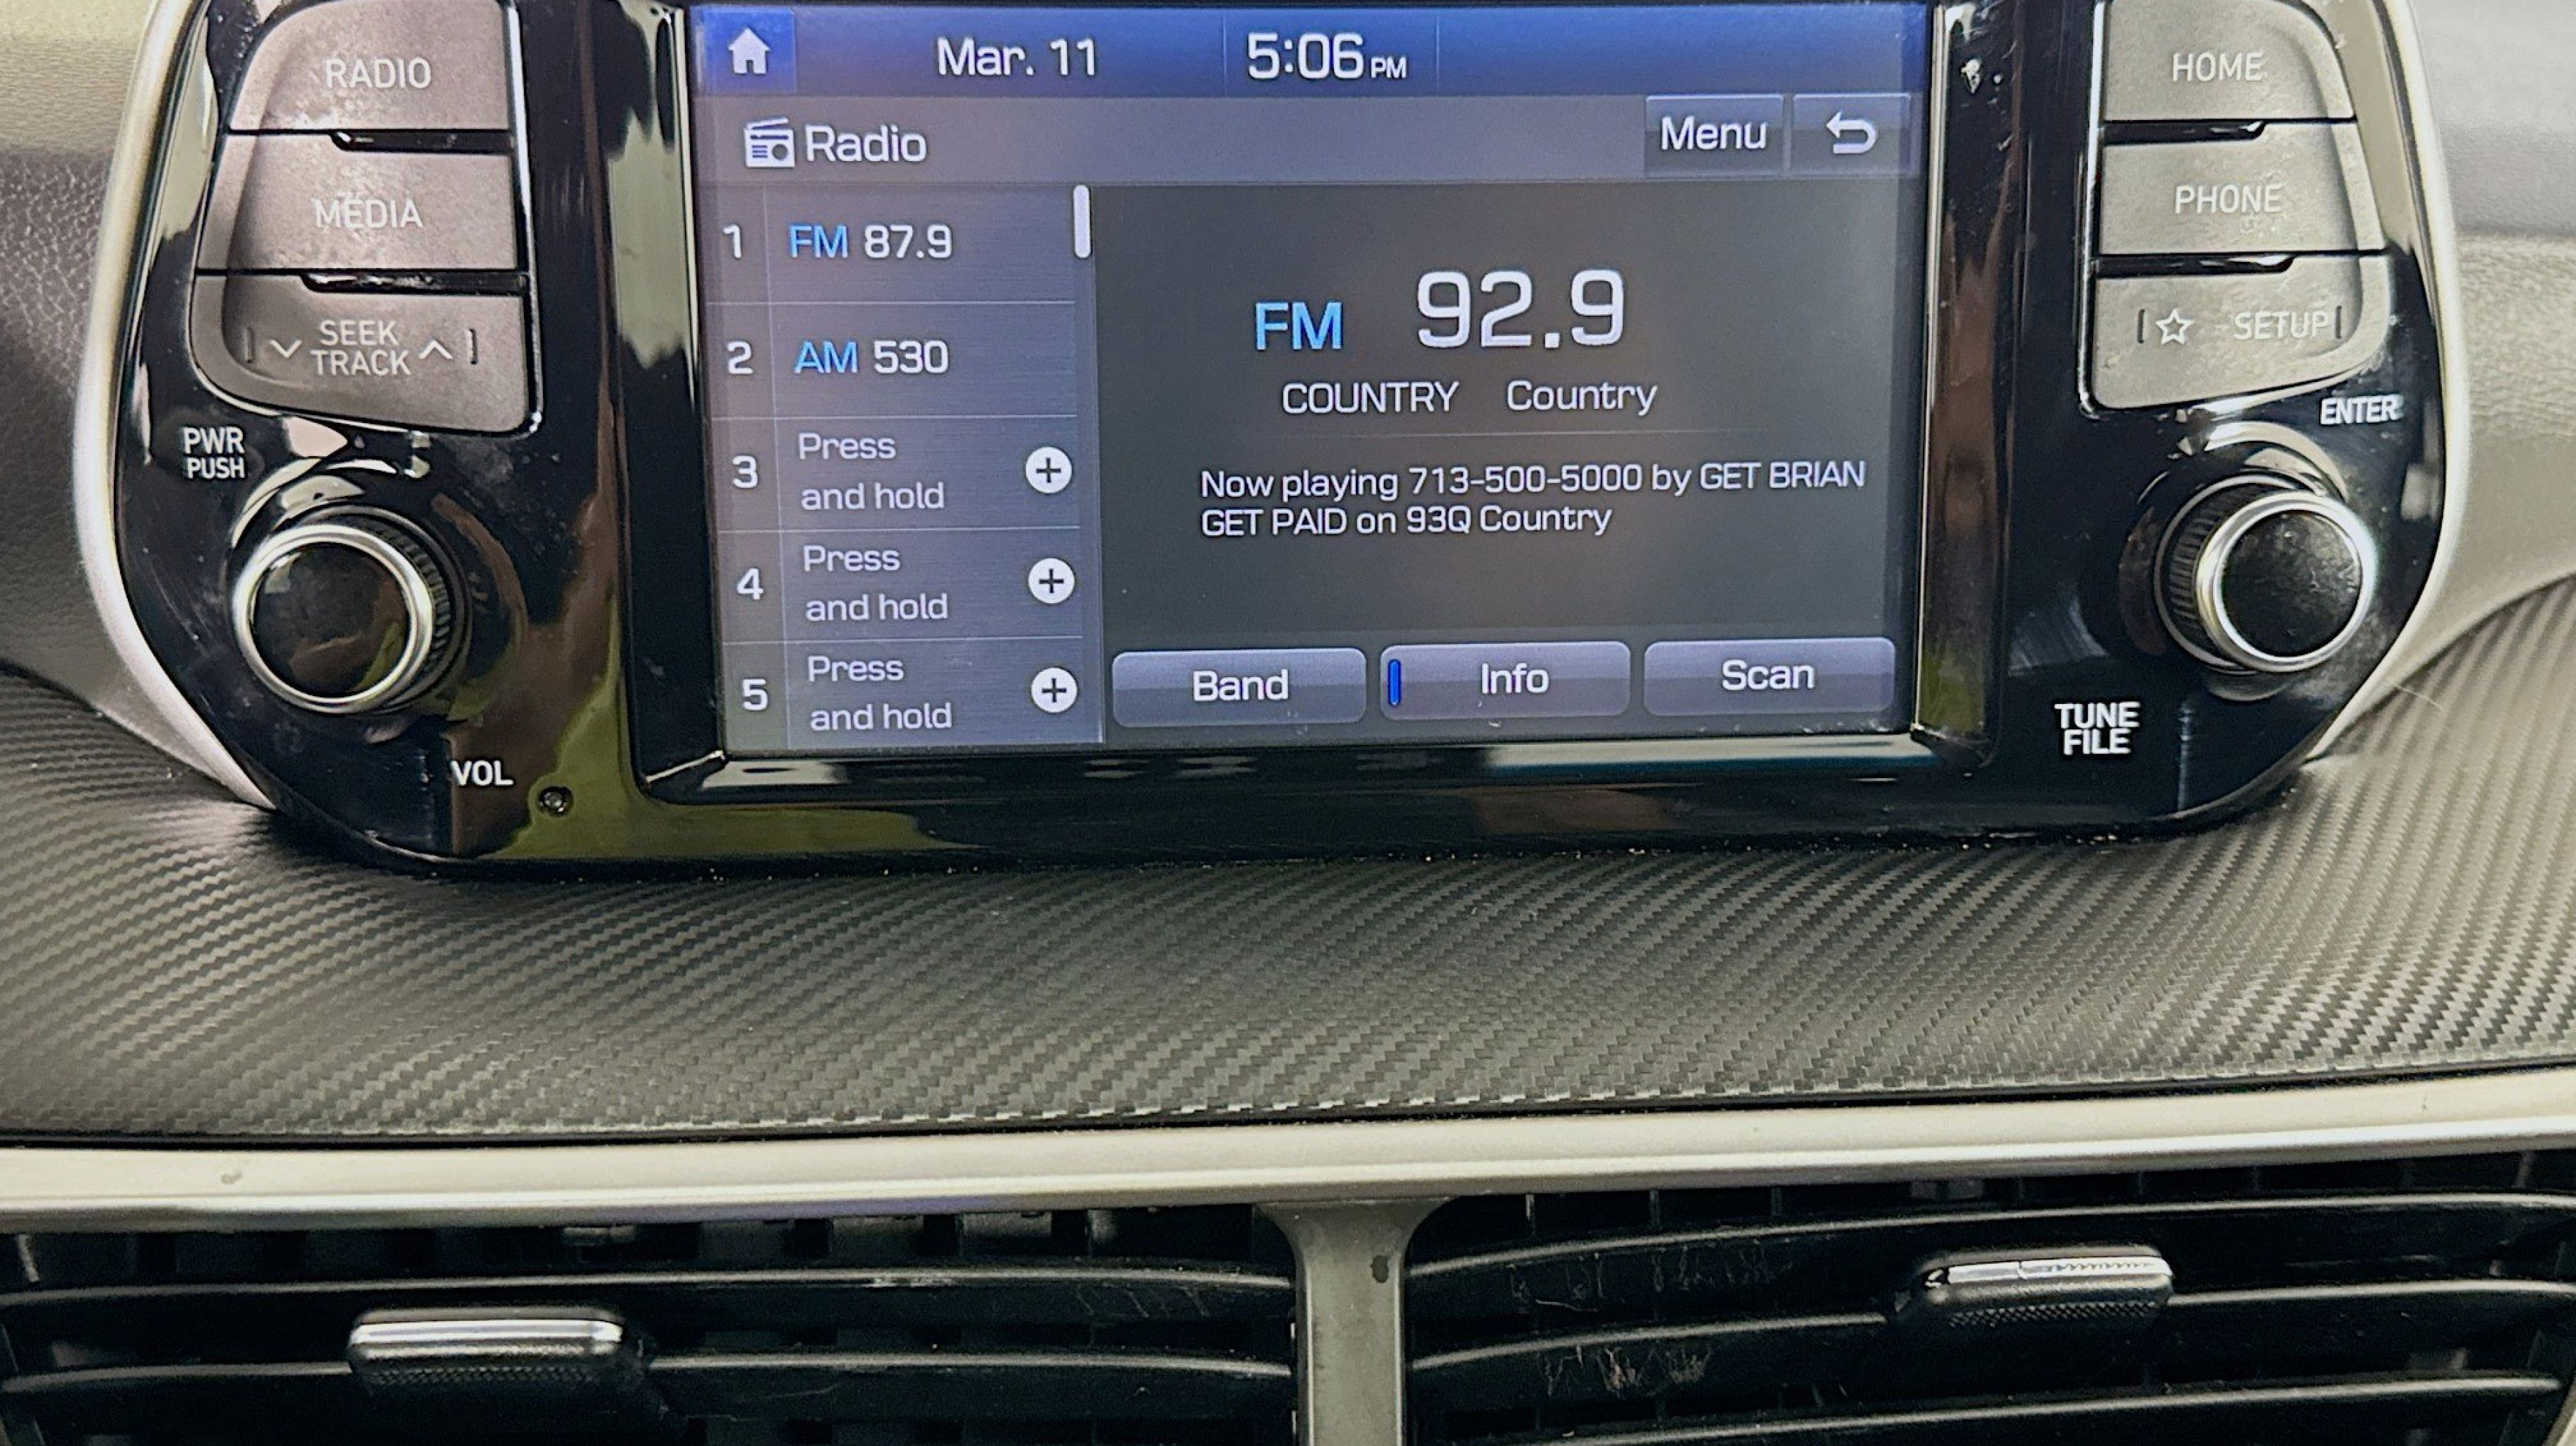 RADIO
MEDIA
SEEK
TRACK
PWR
PUSH
VOL
Mar. 11
5:06 PM
Radio
Menu
1 FM 87.9
2 AM 530
3 Press
and hold
4 Press
and hold
5 Press
and hold
FM 92.9
COUNTRY Country
Now playing 713-500-5000 by GET BRIAN
GET PAID on 93Q Country
Band
Info
Scan
HOME
PHONE
SETUP
ENTER
TUNE
FILE